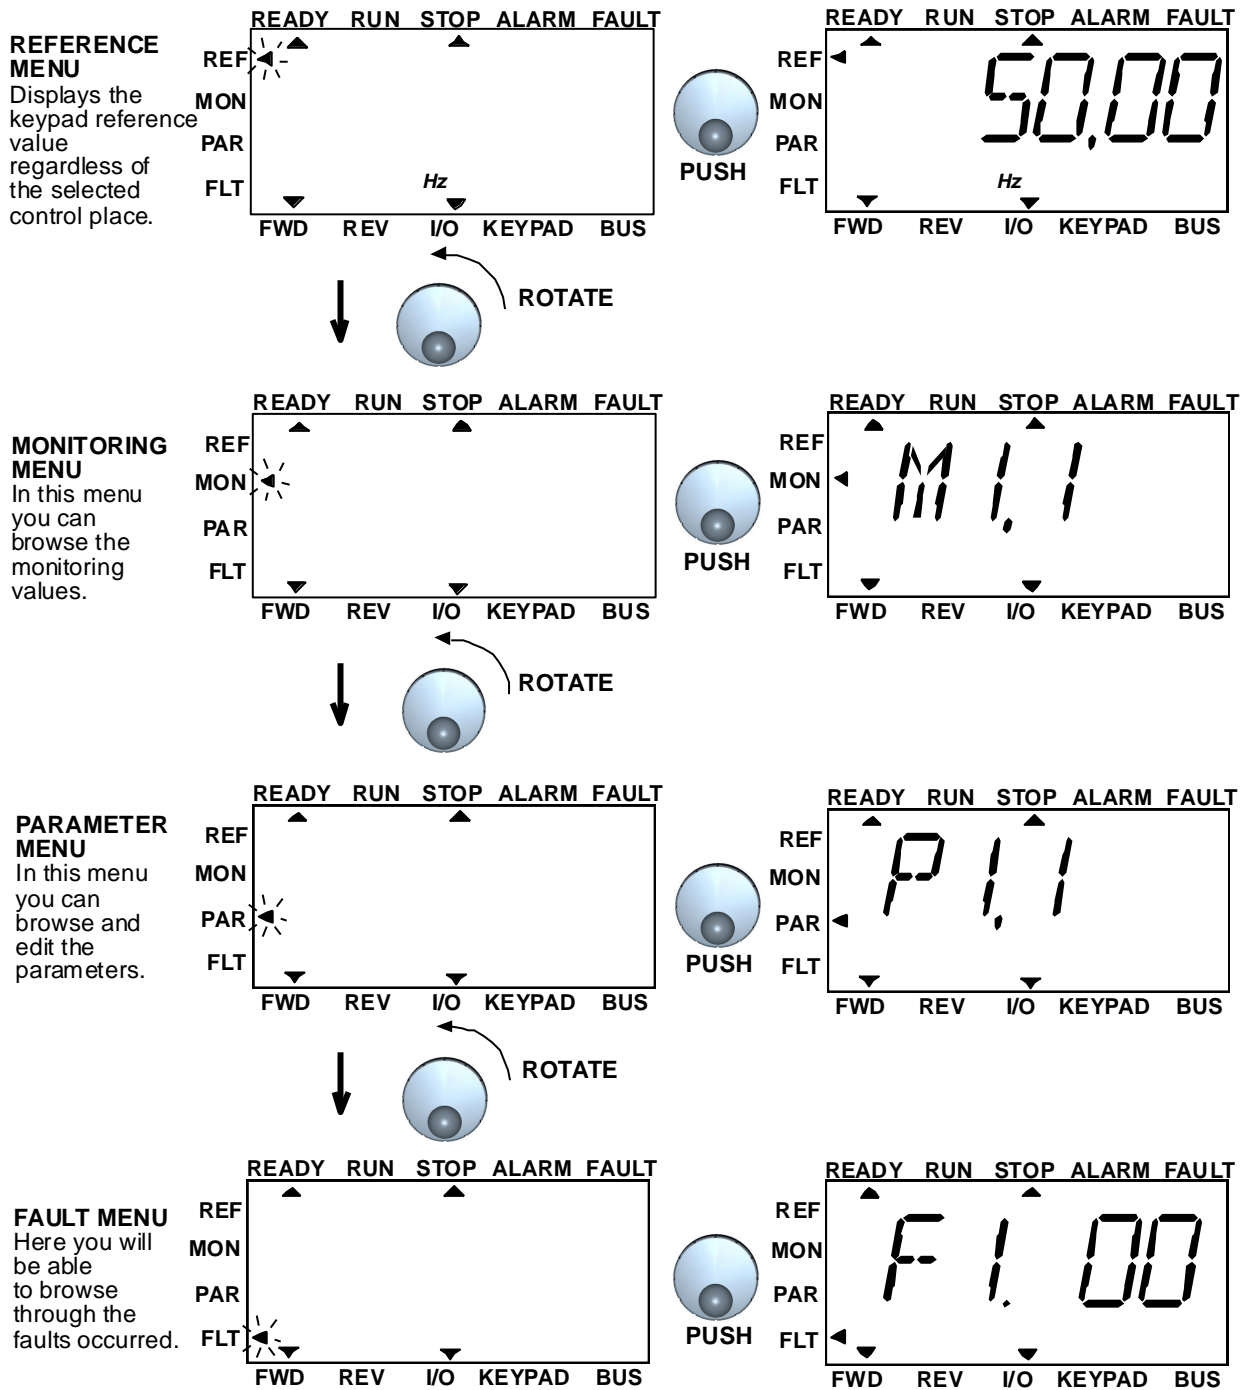 READY RUN STOP ALARM FAULT
READY RUN STOP ALARM FAULT
REFERENCE
MENU
Displays the
keypad reference
value
regardless of
the selected
control place.
REF
MON
PAR
FLT
Hz
FWD REV I/O KEYPAD BUS
PUSH
REF
MON
PAR
FLT
50.00
Hz
FWD REV I/O KEYPAD BUS
ROTATE
READY RUN STOP ALARM FAULT
READY RUN STOP ALARM FAULT
MONITORING
MENU
In this menu
you can
browse the
monitoring
values.
REF
MON
PAR
FLT
FWD REV I/O KEYPAD BUS
PUSH
REF
MON
PAR
FLT
M1.1
FWD REV I/O KEYPAD BUS
ROTATE
READY RUN STOP ALARM FAULT
READY RUN STOP ALARM FAULT
PARAMETER
MENU
In this menu
you can
browse and
edit the
parameters.
REF
MON
PAR
FLT
FWD REV I/O KEYPAD BUS
PUSH
REF
MON
PAR
FLT
P1.1
FWD REV I/O KEYPAD BUS
ROTATE
READY RUN STOP ALARM FAULT
READY RUN STOP ALARM FAULT
FAULT MENU
Here you will
be able
to browse
through the
faults occurred.
REF
MON
PAR
FLT
FWD REV I/O KEYPAD BUS
PUSH
REF
MON
PAR
FLT
F1. 00
FWD REV I/O KEYPAD BUS